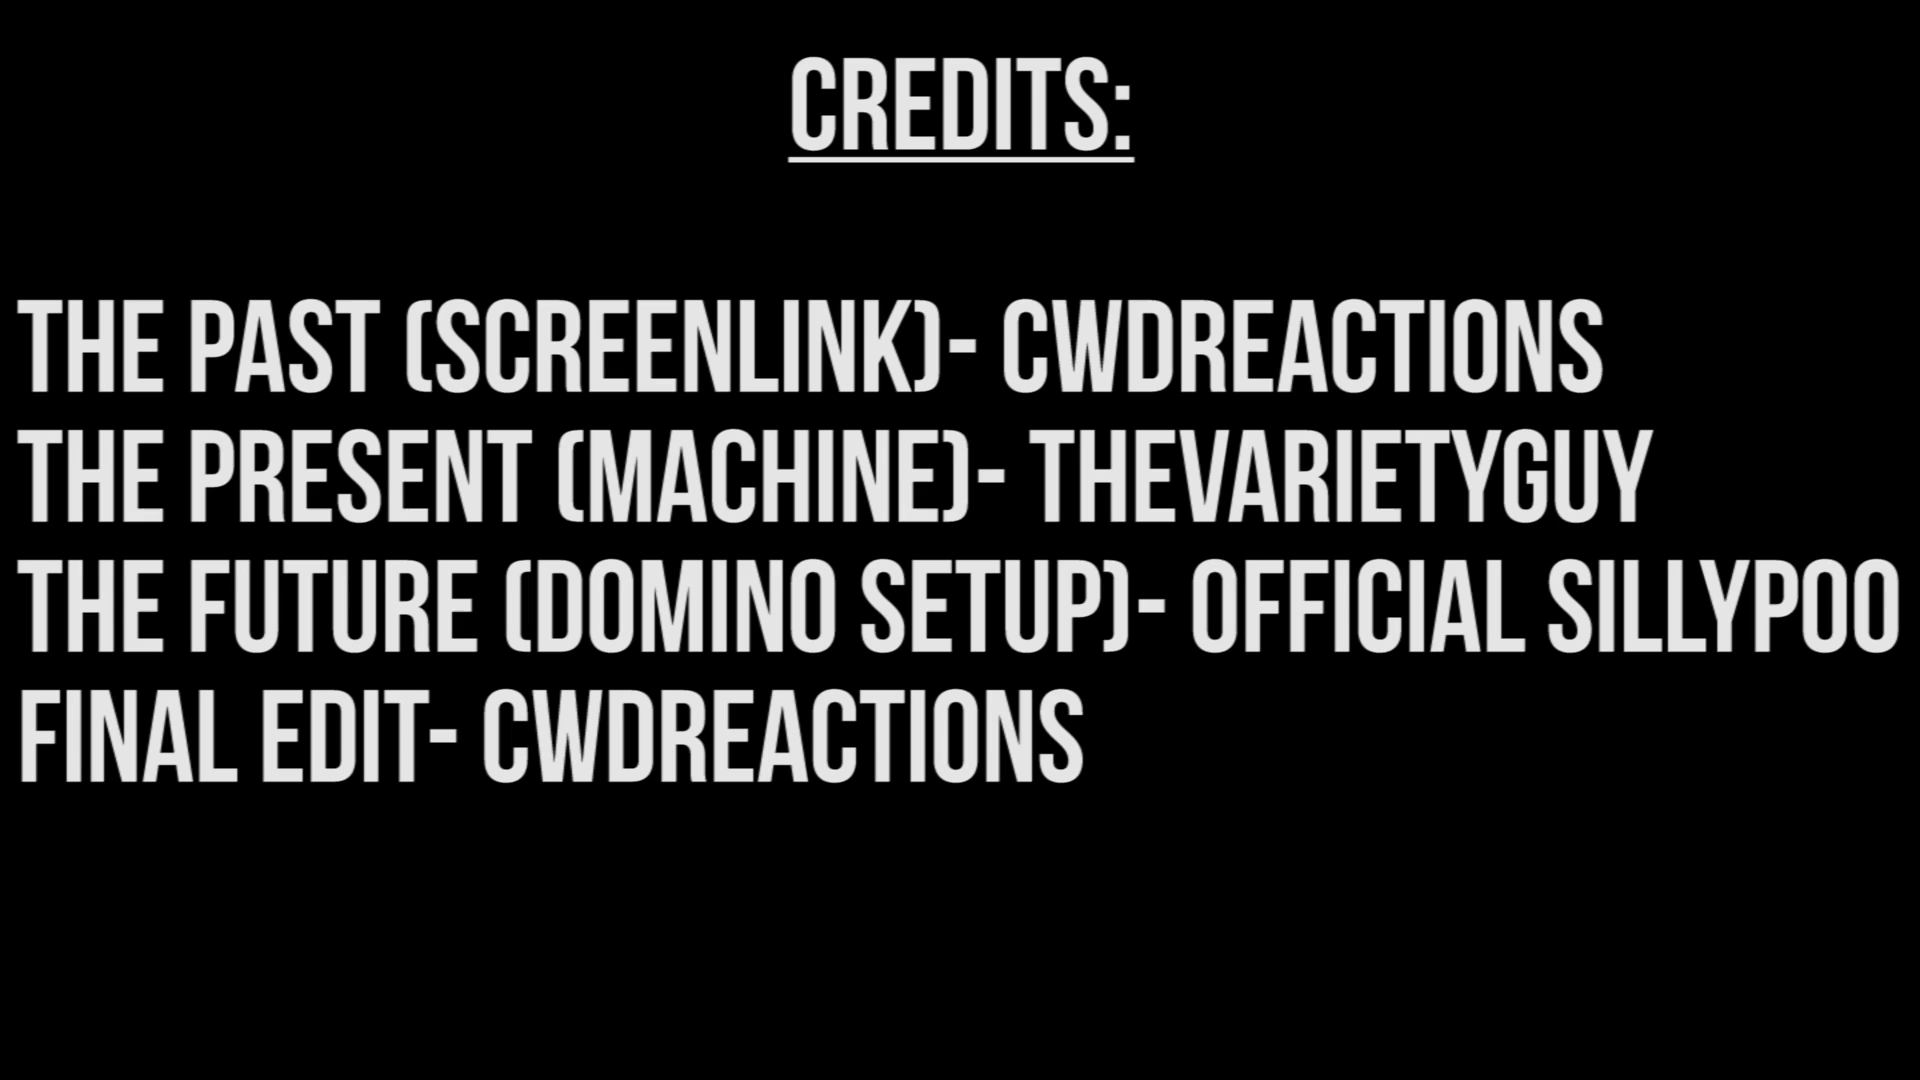 CREDITS:
THE PAST (SCREENLINK)- CWDREACTIONS
THE PRESENT (MACHINE)- THEVARIETYGUY
THE FUTURE (DOMINO SETUP)- OFFICIAL SILLYPOO
FINAL EDIT- CWDREACTIONS